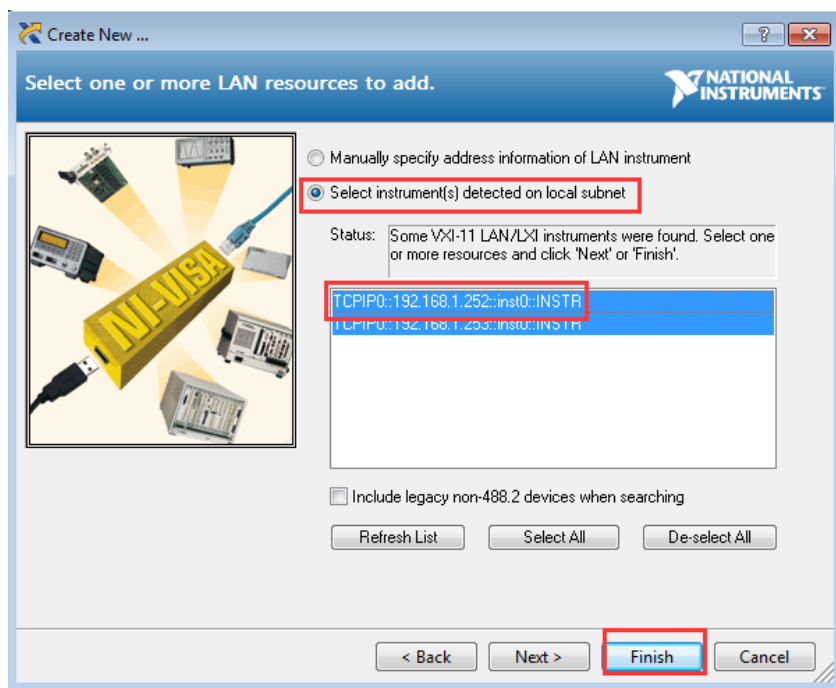 Create New ...
Select one or more LAN resources to add.
NATIONAL
INSTRUMENTS
Manually specify address information of LAN instrument
Select instrument(s) detected on local subnet
Status: Some VXI-11 LAN/LXI instruments were found. Select one
or more resources and click 'Next' or 'Finish'.
TCPIP0::192.168.1.252::inst0::INSTR
TCPIP0::192.168.1.253::inst0::INSTR
NI-VISA
Include legacy non-488.2 devices when searching
Refresh List
Select All
De-select All
< Back
Next >
Finish
Cancel